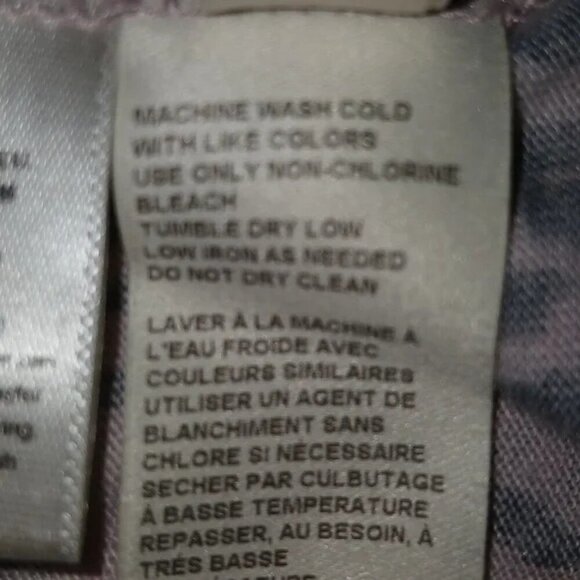 MACHINE WASH COLD
WITH LIKE COLORS
USE ONLY NON-CHLORINE
BLEACH
TUMBLE DRY LOW
LOW IRON AS NEEDED
DO NOT DRY CLEAN
LAVER À LA MACHINE À
L'EAU FROIDE AVEC
COULEURS SIMILAIRES
UTILISER UN AGENT DE
BLANCHIMENT SANS
CHLORE SI NÉCESSAIRE
SECHER PAR CULBUTAGE
À BASSE TEMPERATURE
REPASSER, AU BESOIN, À
TRÉS BASSE